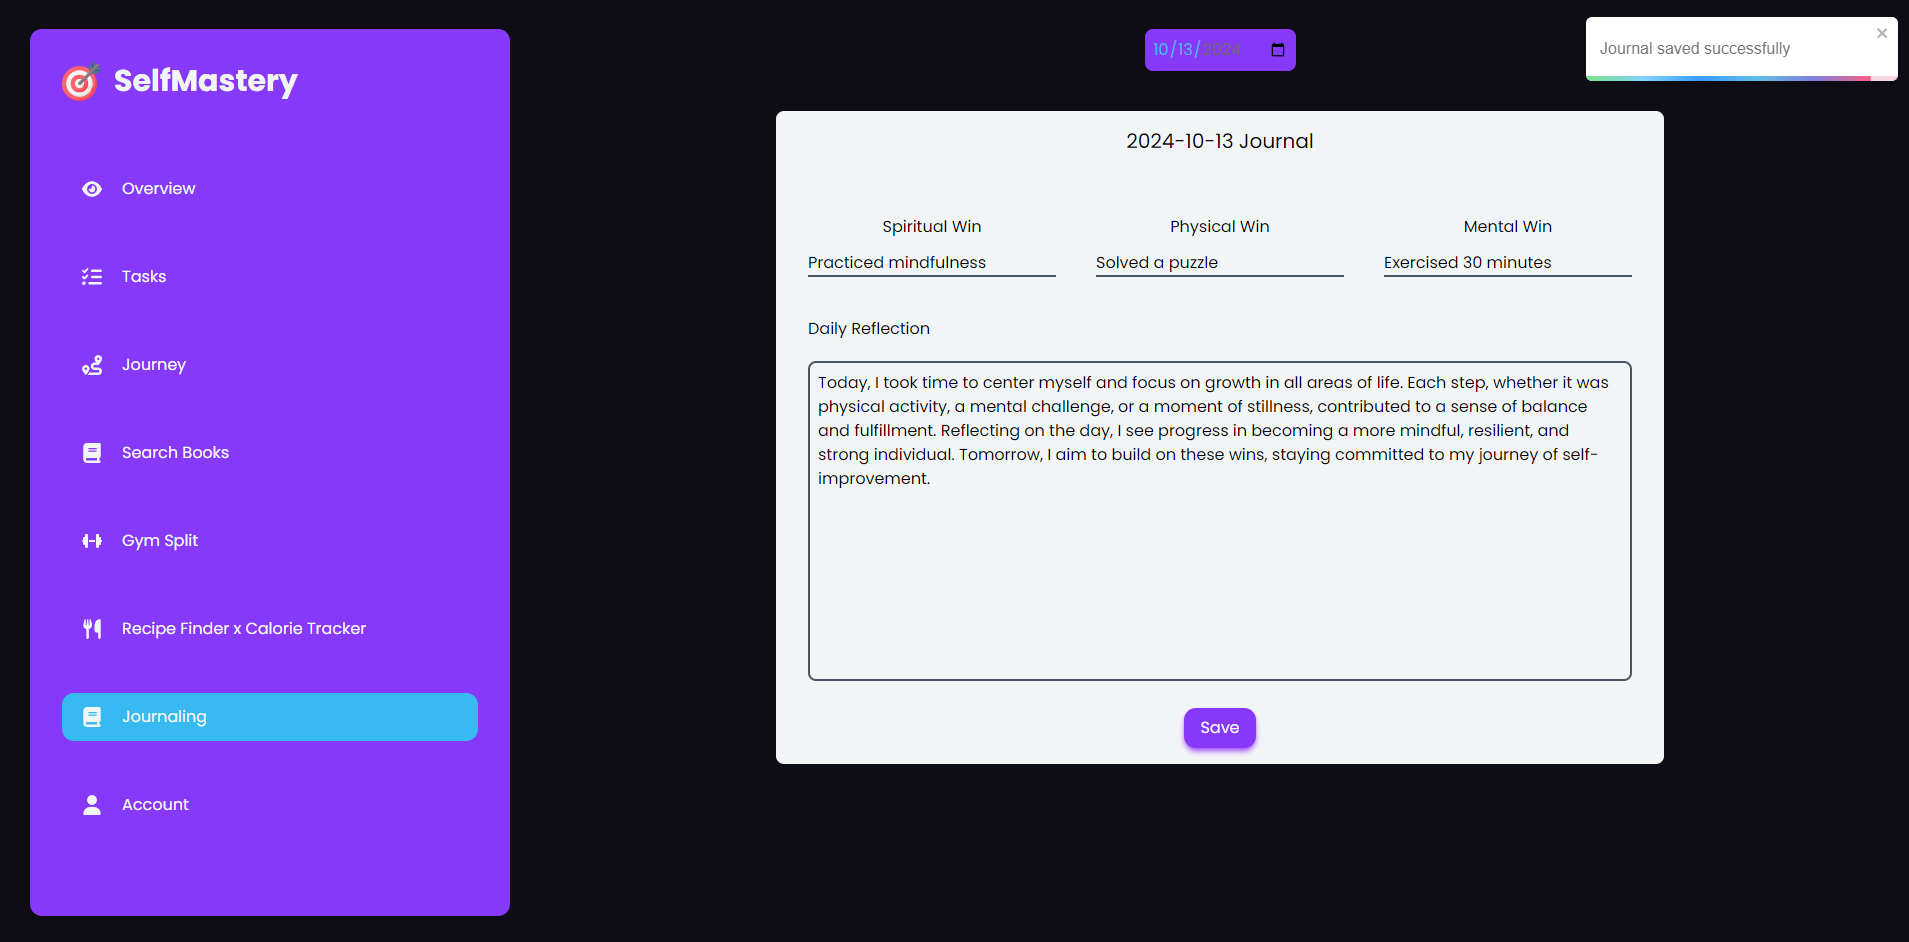 SelfMastery
Overview
Tasks
Journey
Search Books
Gym Split
Recipe Finder x Calorie Tracker
Journaling
Account
10/13/2024
Journal saved successfully
2024-10-13 Journal
Spiritual Win
Physical Win
Mental Win
Practiced mindfulness
Solved a puzzle
Exercised 30 minutes
Daily Reflection
Today, I took time to center myself and focus on growth in all areas of life. Each step, whether it was
physical activity, a mental challenge, or a moment of stillness, contributed to a sense of balance
and fulfillment. Reflecting on the day, I see progress in becoming a more mindful, resilient, and
strong individual. Tomorrow, I aim to build on these wins, staying committed to my journey of self-
improvement.
Save